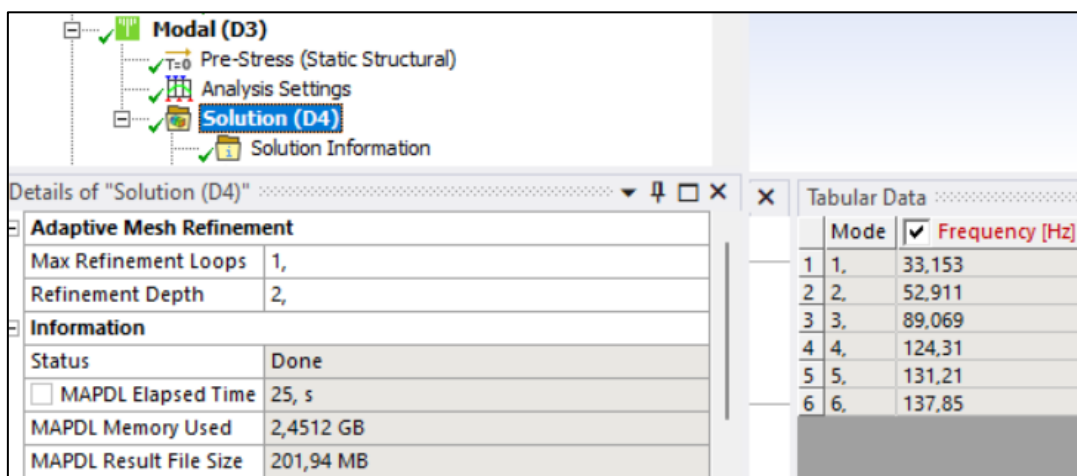 Modal (D3)
T=0 Pre-Stress (Static Structural)
Analysis Settings
Solution (D4)
Solution Information
Details of "Solution (D4)"
Adaptive Mesh Refinement
Max Refinement Loops 1,
Refinement Depth 2,
Information
Status Done
MAPDL Elapsed Time 25, s
MAPDL Memory Used 2,4512 GB
MAPDL Result File Size 201,94 MB
Tabular Data
Mode Frequency [Hz]
1 1, 33,153
2 2, 52,911
3 3, 89,069
4 4, 124,31
5 5, 131,21
6 6, 137,85